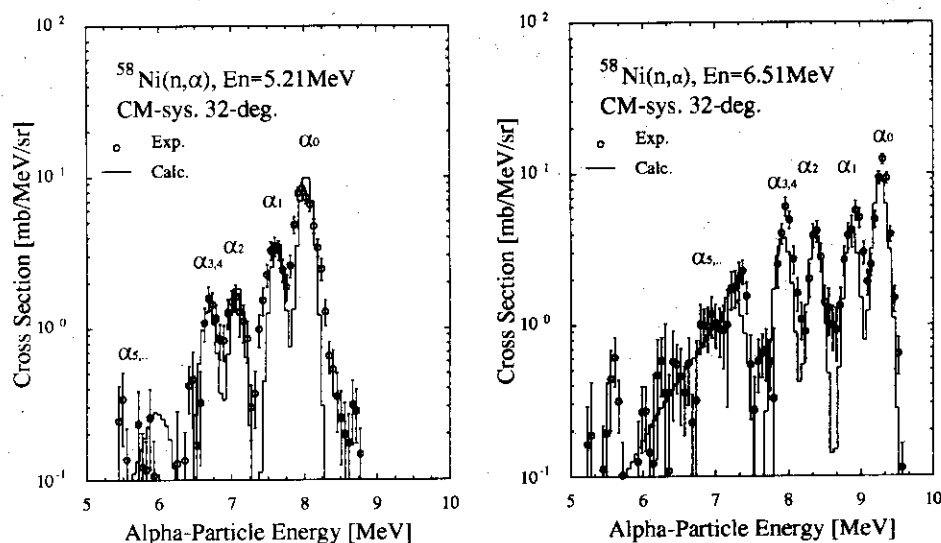 10²
⁵⁸Ni(n,α), En=5.21MeV
CM-sys. 32-deg.
Exp.
Calc.
α₀
α₁
α₂
α₃,₄
α₅,..
10¹
10⁰
10⁻¹
5 6 7 8 9 10
Cross Section [mb/MeV/sr]
Alpha-Particle Energy [MeV]
10²
⁵⁸Ni(n,α), En=6.51MeV
CM-sys. 32-deg.
Exp.
Calc.
α₀
α₁
α₂
α₃,₄
α₅,..
10¹
10⁰
10⁻¹
5 6 7 8 9 10
Cross Section [mb/MeV/sr]
Alpha-Particle Energy [MeV]